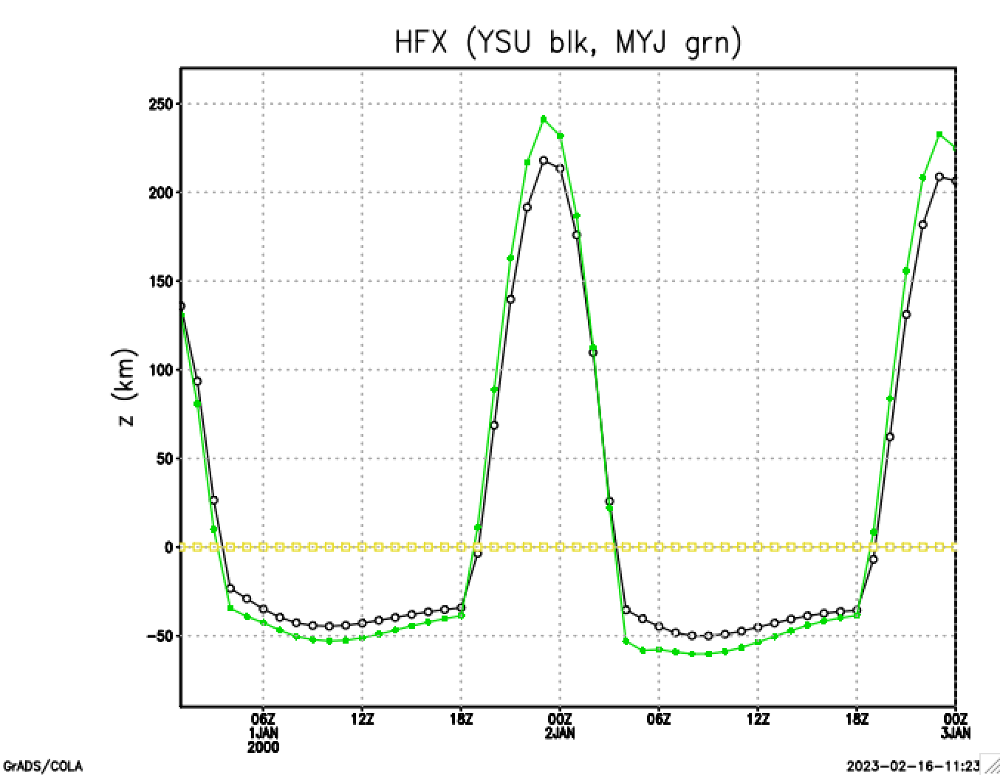 HFX (YSU blk, MYJ grn)
250
200
150
100
50
0
-50
z (km)
06Z 12Z 18Z 00Z 06Z 12Z 18Z 00Z
1JAN 2JAN 3JAN
2000
GrADS/COLA 2023-02-16-11:23